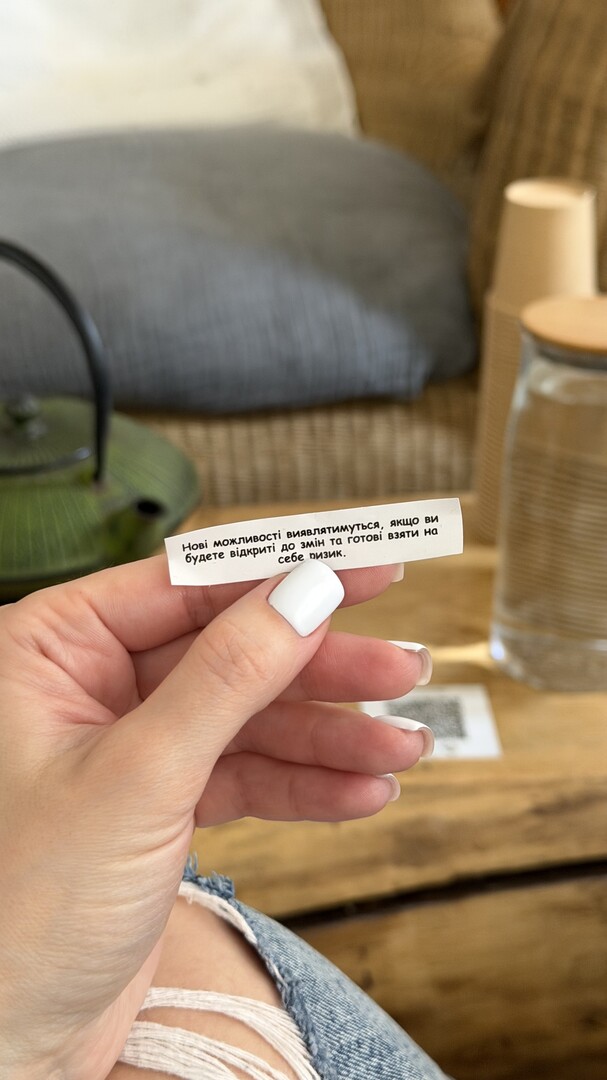 Нові можливості виявлятимуться, якщо ви
будете відкриті до змін та готові взяти на
себе ризик.